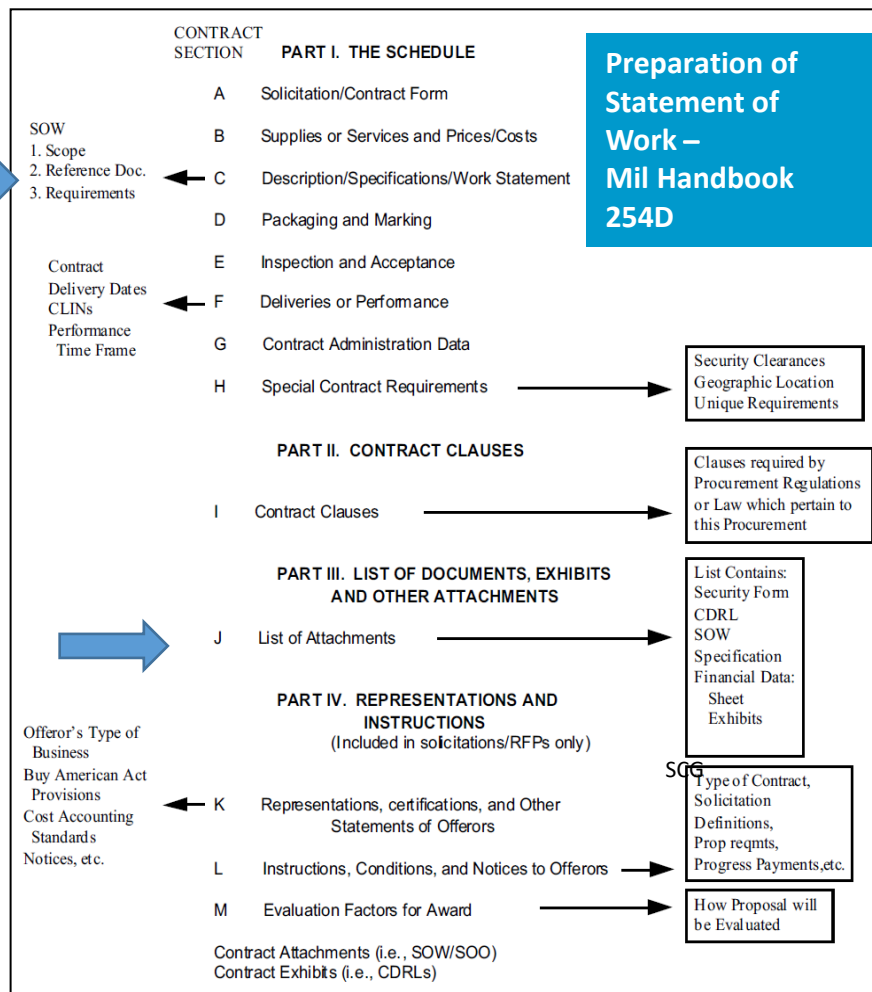 CONTRACT
SECTION PART I. THE SCHEDULE
Preparation of
Statement of
Work –
Mil Handbook
254D
A Solicitation/Contract Form
B Supplies or Services and Prices/Costs
SOW
1. Scope
2. Reference Doc.
3. Requirements
C Description/Specifications/Work Statement
D Packaging and Marking
E Inspection and Acceptance
Contract
Delivery Dates
CLINs
Performance
Time Frame
F Deliveries or Performance
G Contract Administration Data
H Special Contract Requirements
Security Clearances
Geographic Location
Unique Requirements
PART II. CONTRACT CLAUSES
I Contract Clauses
Clauses required by
Procurement Regulations
or Law which pertain to
this Procurement
PART III. LIST OF DOCUMENTS, EXHIBITS
AND OTHER ATTACHMENTS
J List of Attachments
List Contains:
Security Form
CDRL
SOW
Specification
Financial Data:
Sheet
Exhibits
PART IV. REPRESENTATIONS AND
INSTRUCTIONS
(Included in solicitations/RFPs only)
Offeror's Type of
Business
Buy American Act
Provisions
Cost Accounting
Standards
Notices, etc.
K Representations, certifications, and Other
Statements of Offerors
SCG
Type of Contract,
Solicitation
Definitions,
Prop reqmts,
Progress Payments,etc.
L Instructions, Conditions, and Notices to Offerors
M Evaluation Factors for Award
How Proposal will
be Evaluated
Contract Attachments (i.e., SOW/SOO)
Contract Exhibits (i.e., CDRLs)